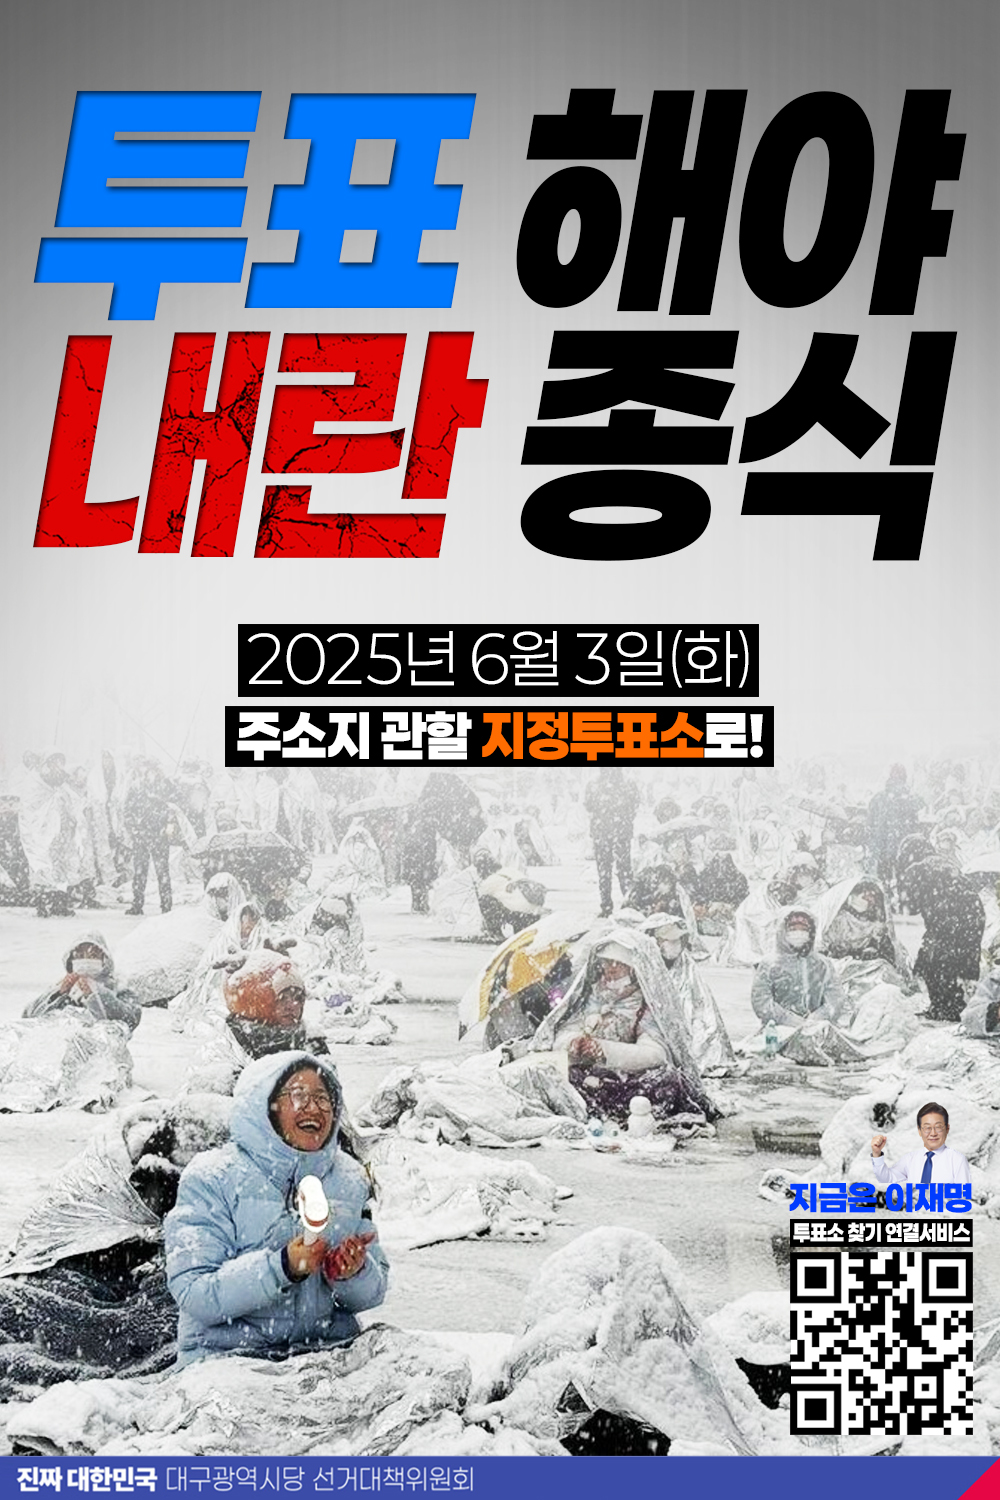 투표 해야
내란 종식
2025년 6월 3일(화)
주소지 관할 지정투표소로!
지금은 이재명
투표소 찾기 연결서비스
진짜 대한민국 대구광역시당 선거대책위원회